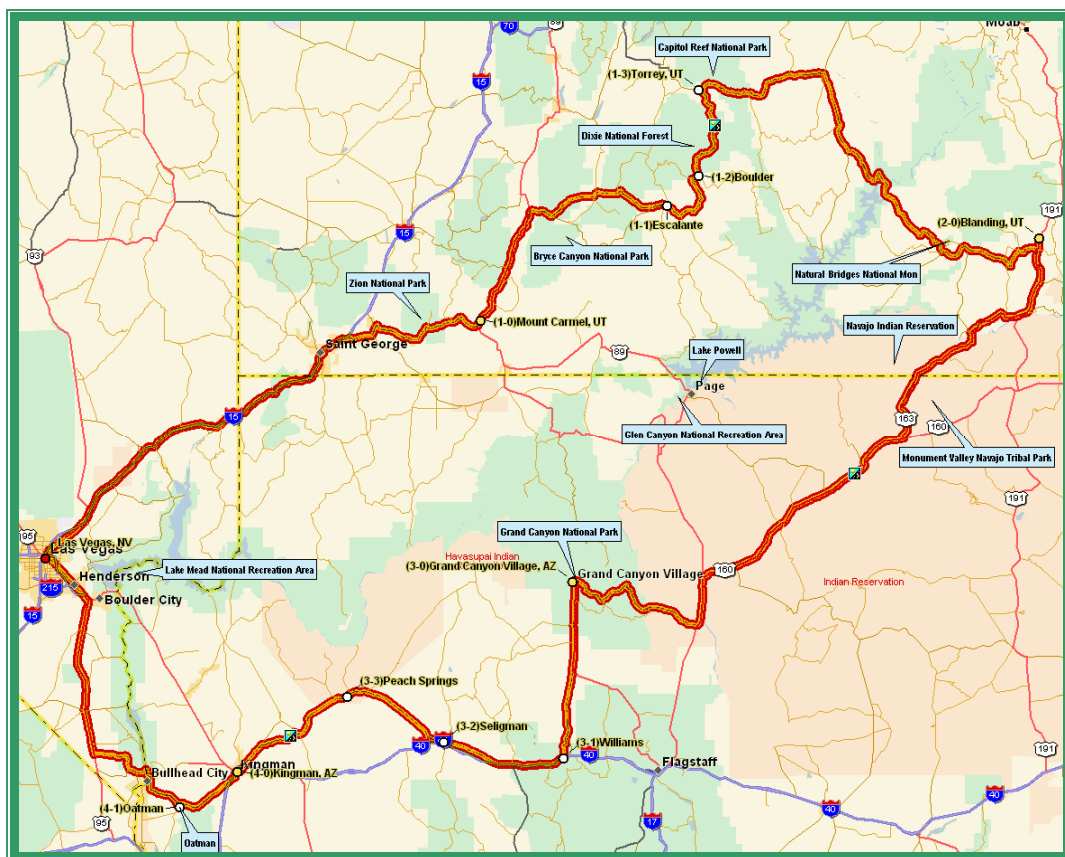 Moab
89
70
Capitol Reef National Park
(1-3)Torrey, UT
15
Dixie National Forest
(1-2)Boulder
191
(1-1)Escalante
(2-0)Blanding, UT
15
93
Bryce Canyon National Park
Natural Bridges National Mon
Zion National Park
(1-0)Mount Carmel, UT
Navajo Indian Reservation
Saint George
89
Lake Powell
Page
15
163
160
Glen Canyon National Recreation Area
Monument Valley Navajo Tribal Park
191
95
Las Vegas, NV
Las Vegas
Grand Canyon National Park
Havasupai Indian
(3-0)Grand Canyon Village, AZ
Grand Canyon Village
160
Lake Mead National Recreation Area
Henderson
215
Indian Reservation
Boulder City
15
(3-3)Peach Springs
(3-2)Seligman
40
(3-1)Williams
40
191
Kingman
(4-0)Kingman, AZ
Flagstaff
Bullhead City
(4-1)Oatman
95
17
40
40
Oatman